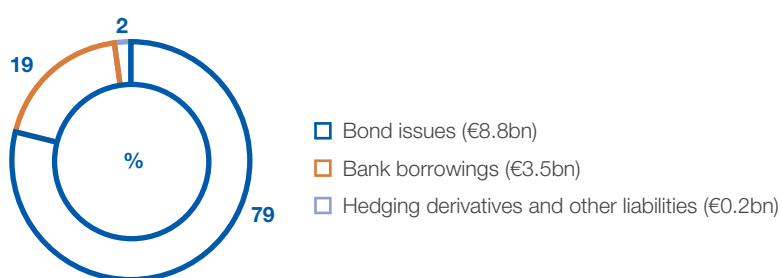 2
19
%
79
Bond issues (€8.8bn)
Bank borrowings (€3.5bn)
Hedging derivatives and other liabilities (€0.2bn)